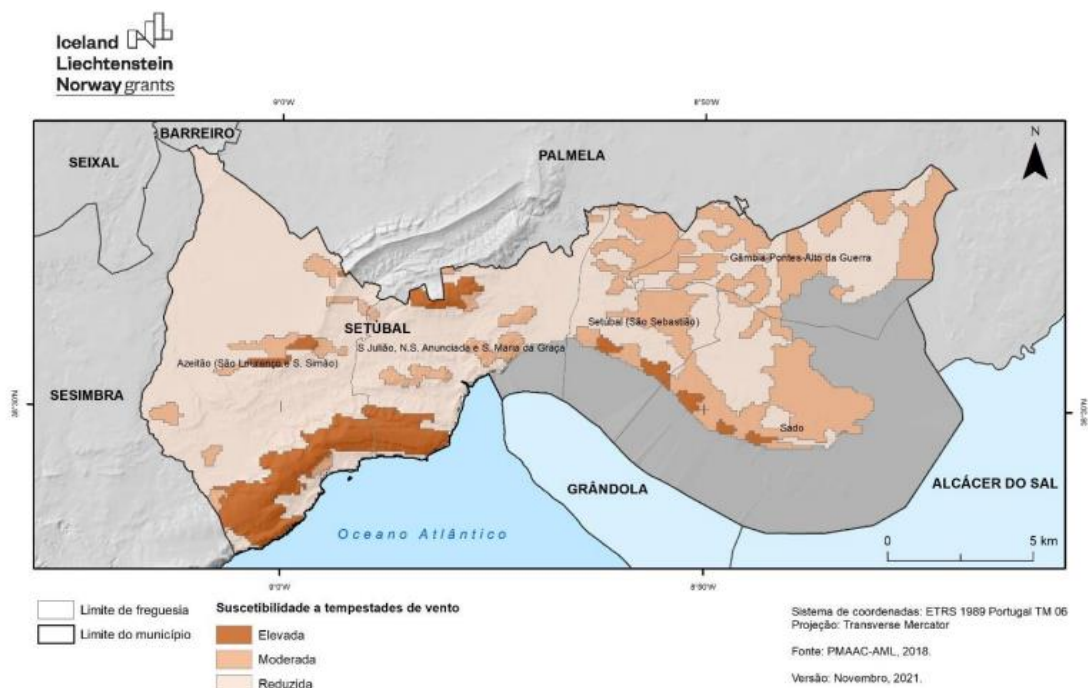 Iceland
Liechtenstein
Norway grants
9°0'W
8°50'W
BARREIRO
SEIXAL
PALMELA
N
Gâmbia-Pontes-Alto da Guerra
SETÚBAL
Setúbal (São Sebastião)
S Julião, N.S. Anunciada e S. Maria da Graça
Azeitão (São Lourenço e S. Simão)
SESIMBRA
38°30'N
38°30'N
Sado
GRÂNDOLA
ALCÁCER DO SAL
Oceano Atlântico
0
5 km
9°0'W
8°50'W
Limite de freguesia
Limite do município
Suscetibilidade a tempestades de vento
Elevada
Moderada
Reduzida
Sistema de coordenadas: ETRS 1989 Portugal TM 06
Projeção: Transverse Mercator
Fonte: PMAAC-AML, 2018.
Versão: Novembro, 2021.